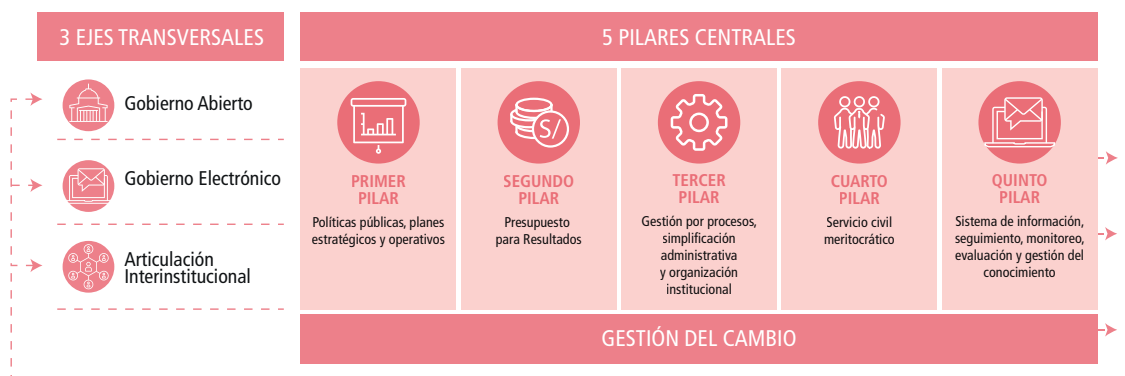 3 EJES TRANSVERSALES
Gobierno Abierto
Gobierno Electrónico
Articulación
Interinstitucional
5 PILARES CENTRALES
PRIMER
PILAR
Políticas públicas, planes
estratégicos y operativos
S/
SEGUNDO
PILAR
Presupuesto
para Resultados
TERCER
PILAR
Gestión por procesos,
simplificación
administrativa
y organización
institucional
CUARTO
PILAR
Servicio civil
meritocrático
QUINTO
PILAR
Sistema de información,
seguimiento, monitoreo,
evaluación y gestión del
conocimiento
GESTIÓN DEL CAMBIO